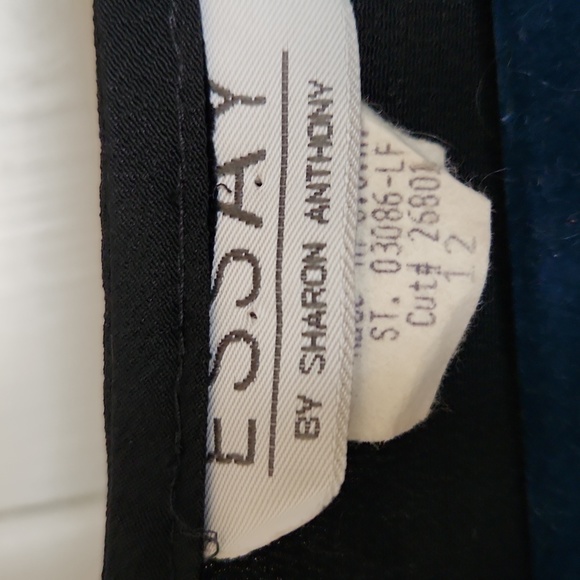 ESSAY
BY SHARON ANTHONY
ST. 03086-LF
Cut# 26801
12